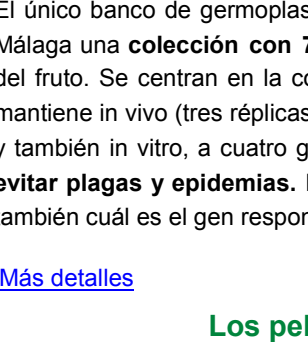 El único banco de germoplas
Málaga una colección con 7
del fruto. Se centran en la c
mantiene in vivo (tres réplicas
y también in vitro, a cuatro g
evitar plagas y epidemias.
también cuál es el gen respon
Más detalles
Los pel